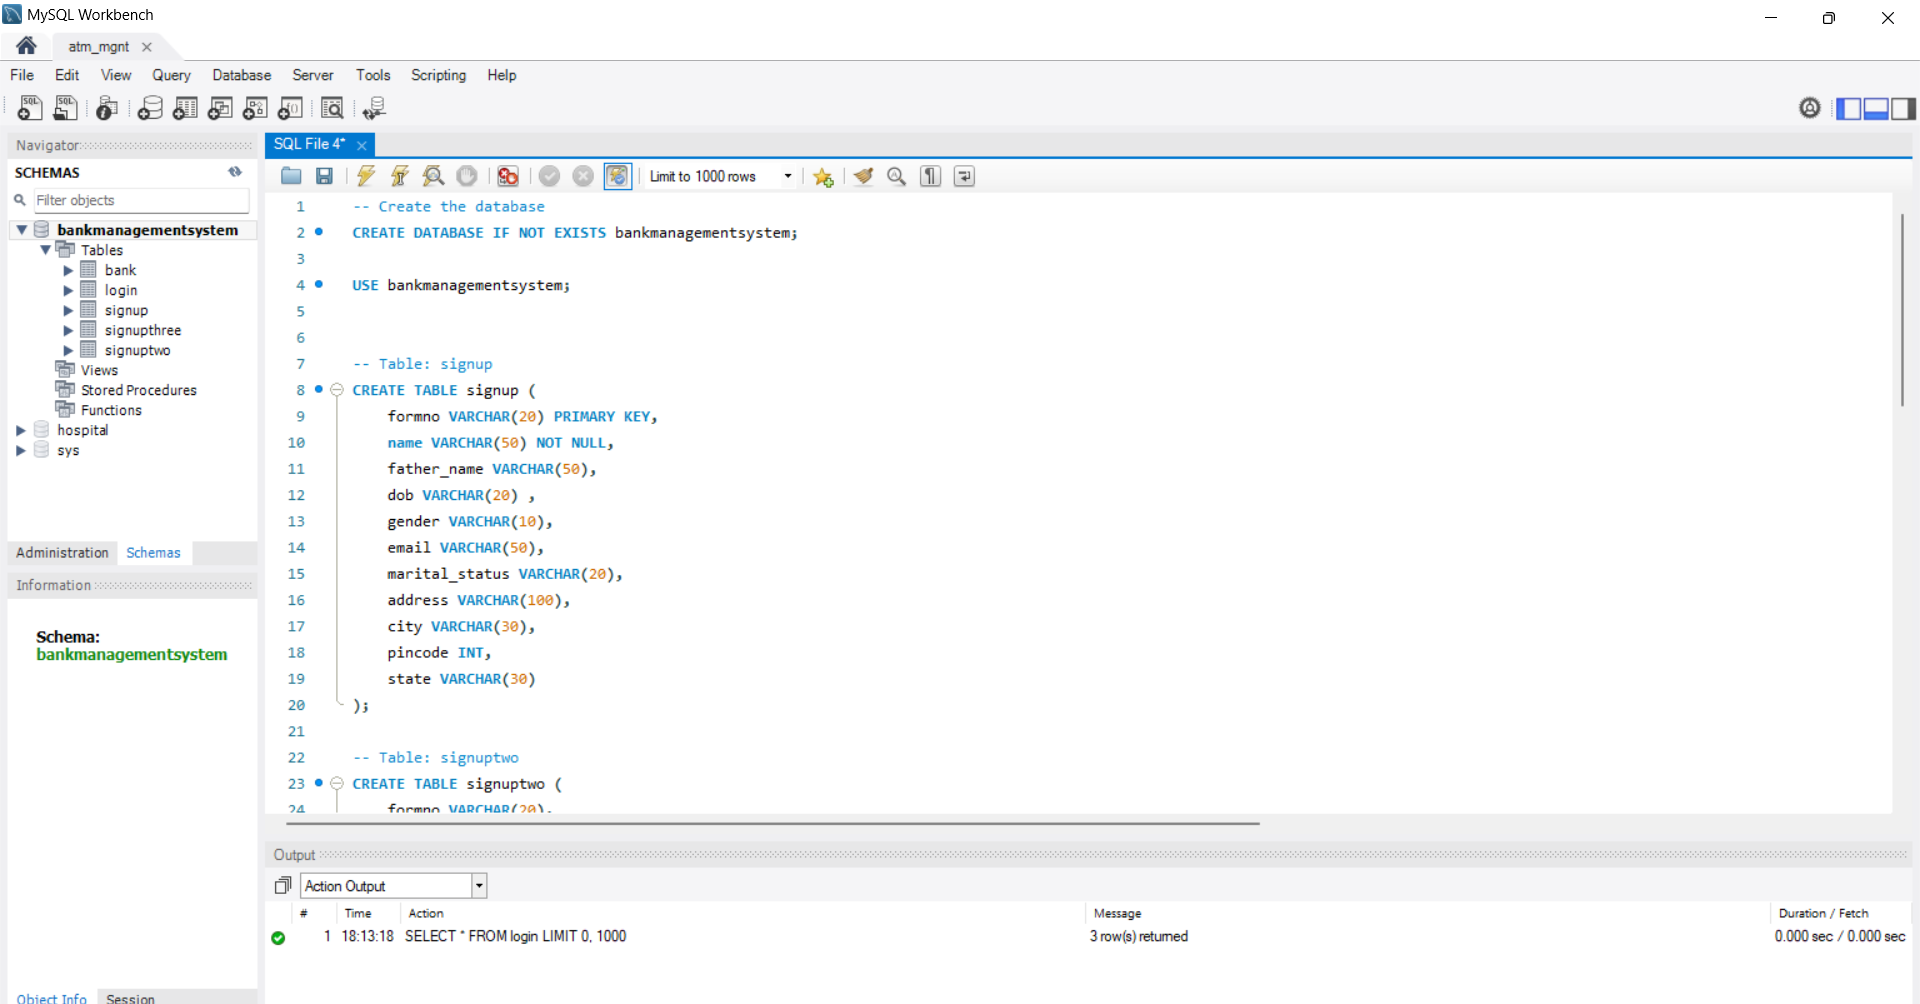 MySQL Workbench
atm_mgnt
File Edit View Query Database Server Tools Scripting Help
Navigator
SCHEMAS
Filter objects
bankmanagementsystem
Tables
bank
login
signup
signupthree
signuptwo
Views
Stored Procedures
Functions
hospital
sys
Administration Schemas
Information
Schema:
bankmanagementsystem
Object Info Session
SQL File 4*
Limit to 1000 rows
1 -- Create the database
2 CREATE DATABASE IF NOT EXISTS bankmanagementsystem;
3
4 USE bankmanagementsystem;
5
6
7 -- Table: signup
8 CREATE TABLE signup (
9 formno VARCHAR(20) PRIMARY KEY,
10 name VARCHAR(50) NOT NULL,
11 father_name VARCHAR(50),
12 dob VARCHAR(20) ,
13 gender VARCHAR(10),
14 email VARCHAR(50),
15 marital_status VARCHAR(20),
16 address VARCHAR(100),
17 city VARCHAR(30),
18 pincode INT,
19 state VARCHAR(30)
20 );
21
22 -- Table: signuptwo
23 CREATE TABLE signuptwo (
24 formno VARCHAR(20),
Output
Action Output
# Time Action Message Duration / Fetch
1 18:13:18 SELECT * FROM login LIMIT 0, 1000 3 row(s) returned 0.000 sec / 0.000 sec